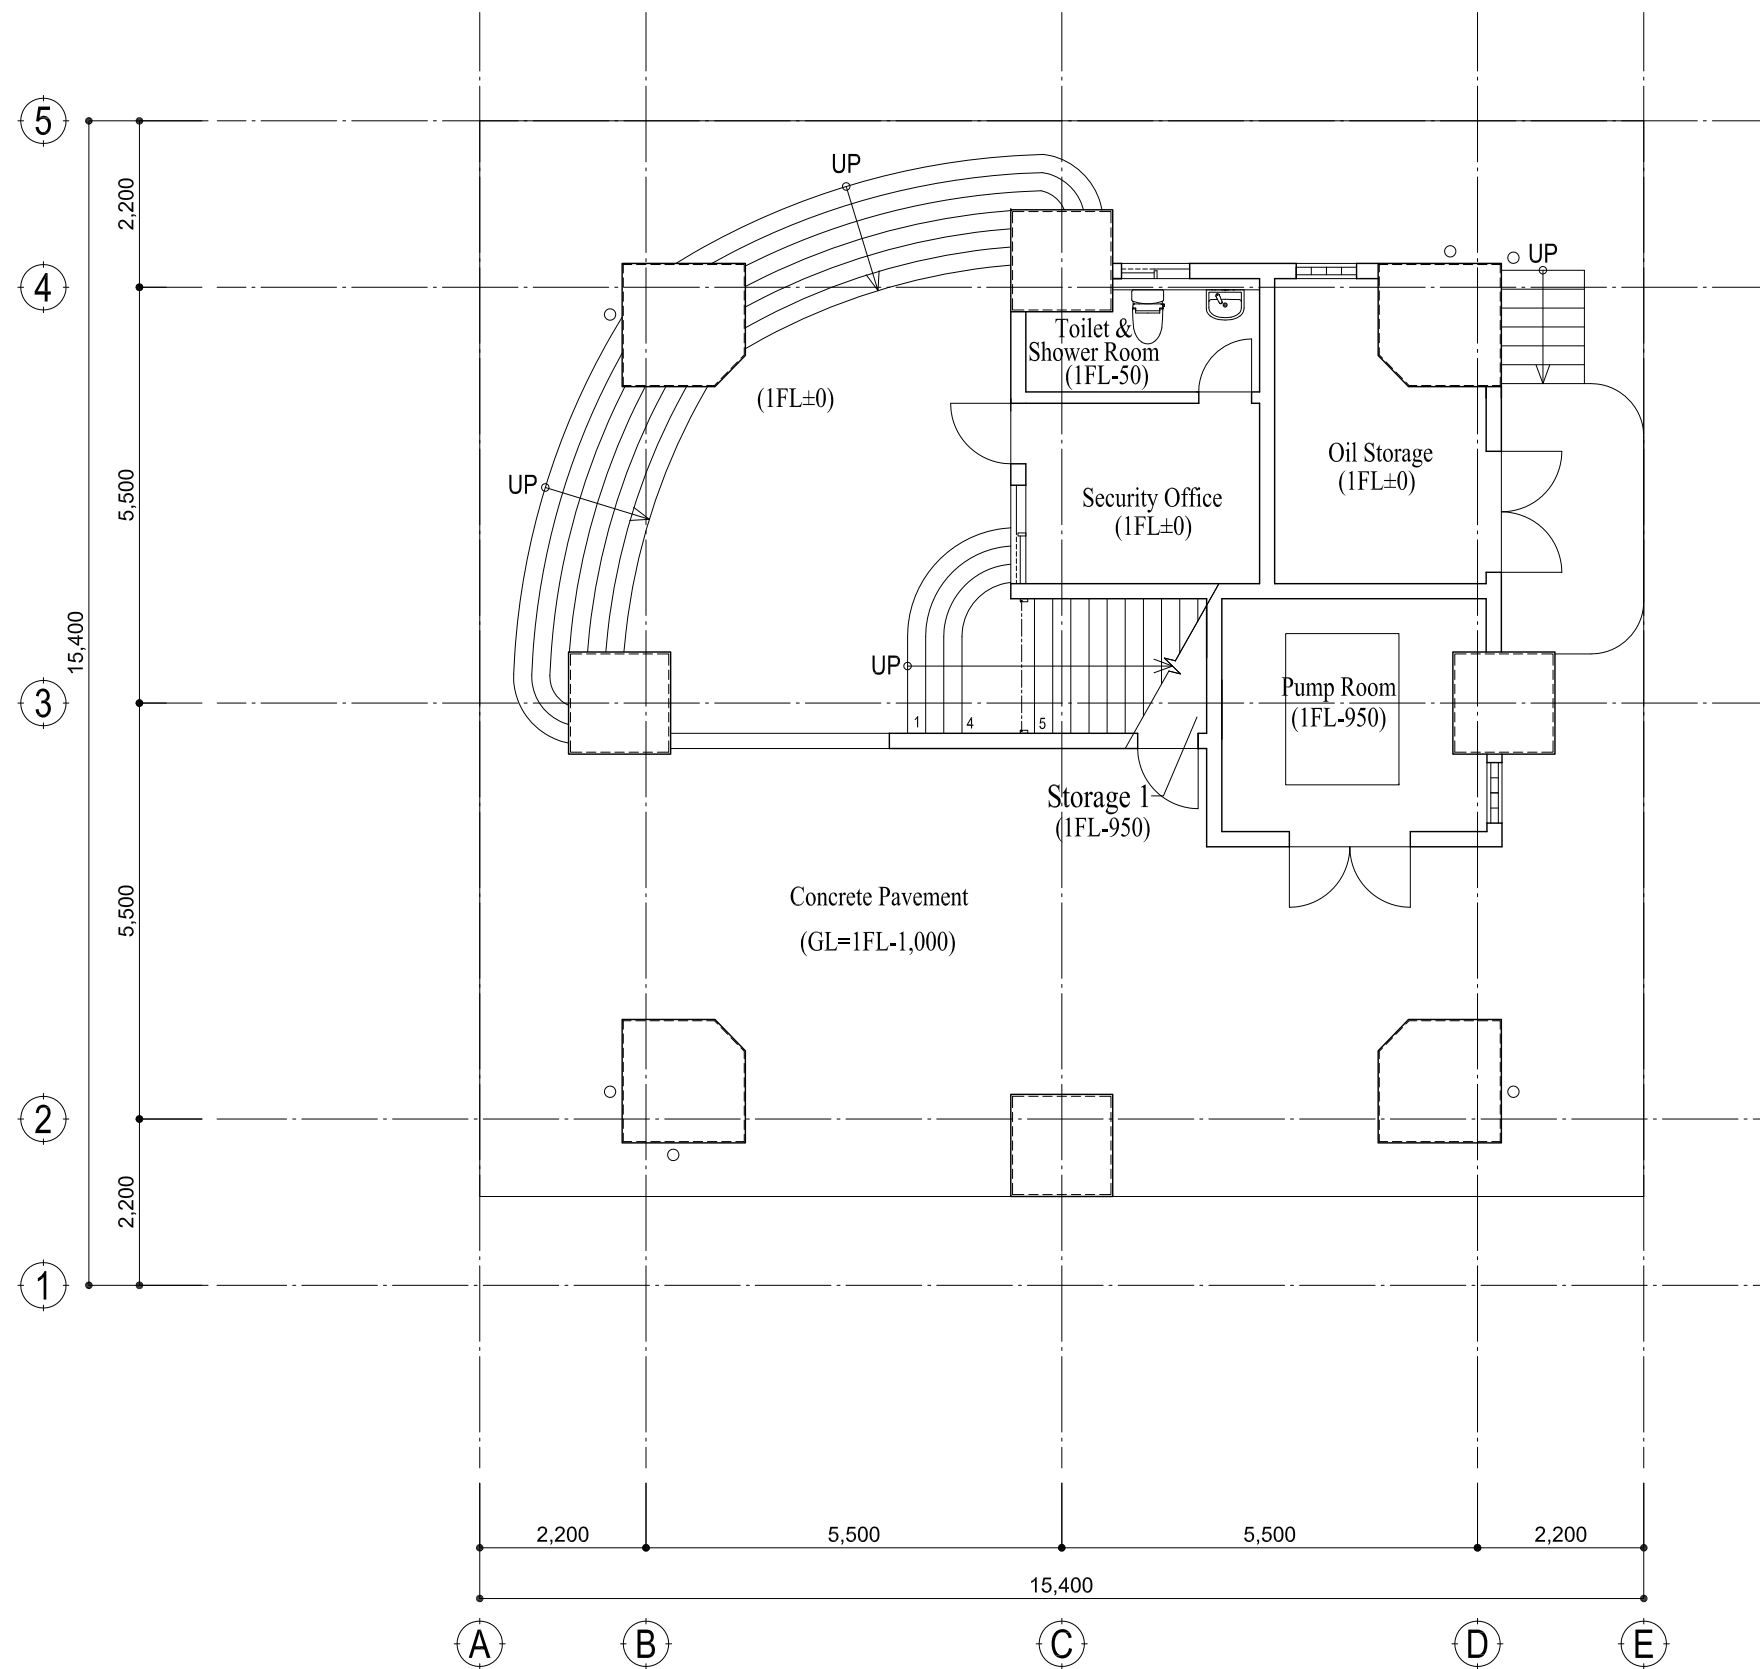 5
UP
2,200
4
UP
Toilet &
Shower Room
(1FL-50)
(1FL±0)
Oil Storage
(1FL±0)
5,500
UP
Security Office
(1FL±0)
15,400
UP
3
Pump Room
(1FL-950)
1
4
5
Storage 1
(1FL-950)
5,500
Concrete Pavement
(GL=1FL-1,000)
2
2,200
1
2,200
5,500
5,500
2,200
15,400
A
B
C
D
E